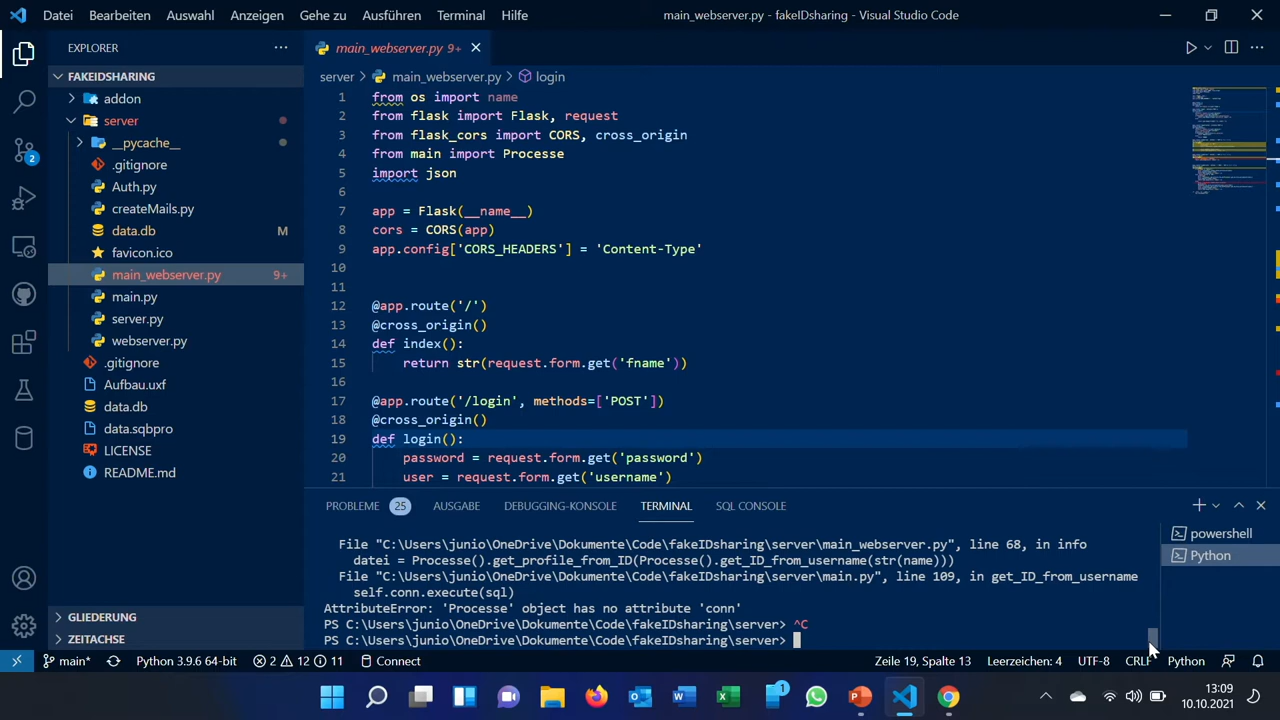 Datei Bearbeiten Auswahl Anzeigen Gehe zu Ausführen Terminal Hilfe main_webserver.py - fakeIDsharing - Visual Studio Code
EXPLORER
main_webserver.py 9+
FAKEIDSHARING
server main_webserver.py login
addon
server
__pycache__
.gitignore
Auth.py
createMails.py
data.db M
favicon.ico
main_webserver.py 9+
main.py
server.py
webserver.py
.gitignore
Aufbau.uxf
data.db
data.sqbpro
LICENSE
README.md
GLIEDERUNG
ZEITACHSE
2
1 from os import name
2 from flask import Flask, request
3 from flask_cors import CORS, cross_origin
4 from main import Processe
5 import json
6
7 app = Flask(__name__)
8 cors = CORS(app)
9 app.config['CORS_HEADERS'] = 'Content-Type'
10
11
12 @app.route('/')
13 @cross_origin()
14 def index():
15 return str(request.form.get('fname'))
16
17 @app.route('/login', methods=['POST'])
18 @cross_origin()
19 def login():
20 password = request.form.get('password')
21 user = request.form.get('username')
PROBLEME 25 AUSGABE DEBUGGING-KONSOLE TERMINAL SQL CONSOLE
powershell
Python
File "C:\Users\junio\OneDrive\Dokumente\Code\fakeIDsharing\server\main_webserver.py", line 68, in info
datei = Processe().get_profile_from_ID(Processe().get_ID_from_username(str(name)))
File "C:\Users\junio\OneDrive\Dokumente\Code\fakeIDsharing\server\main.py", line 109, in get_ID_from_username
self.conn.execute(sql)
AttributeError: 'Processe' object has no attribute 'conn'
PS C:\Users\junio\OneDrive\Dokumente\Code\fakeIDsharing\server> ^C
PS C:\Users\junio\OneDrive\Dokumente\Code\fakeIDsharing\server>
main* Python 3.9.6 64-bit 2 12 11 Connect Zeile 19, Spalte 13 Leerzeichen: 4 UTF-8 CRLF Python
1
13:09
10.10.2021